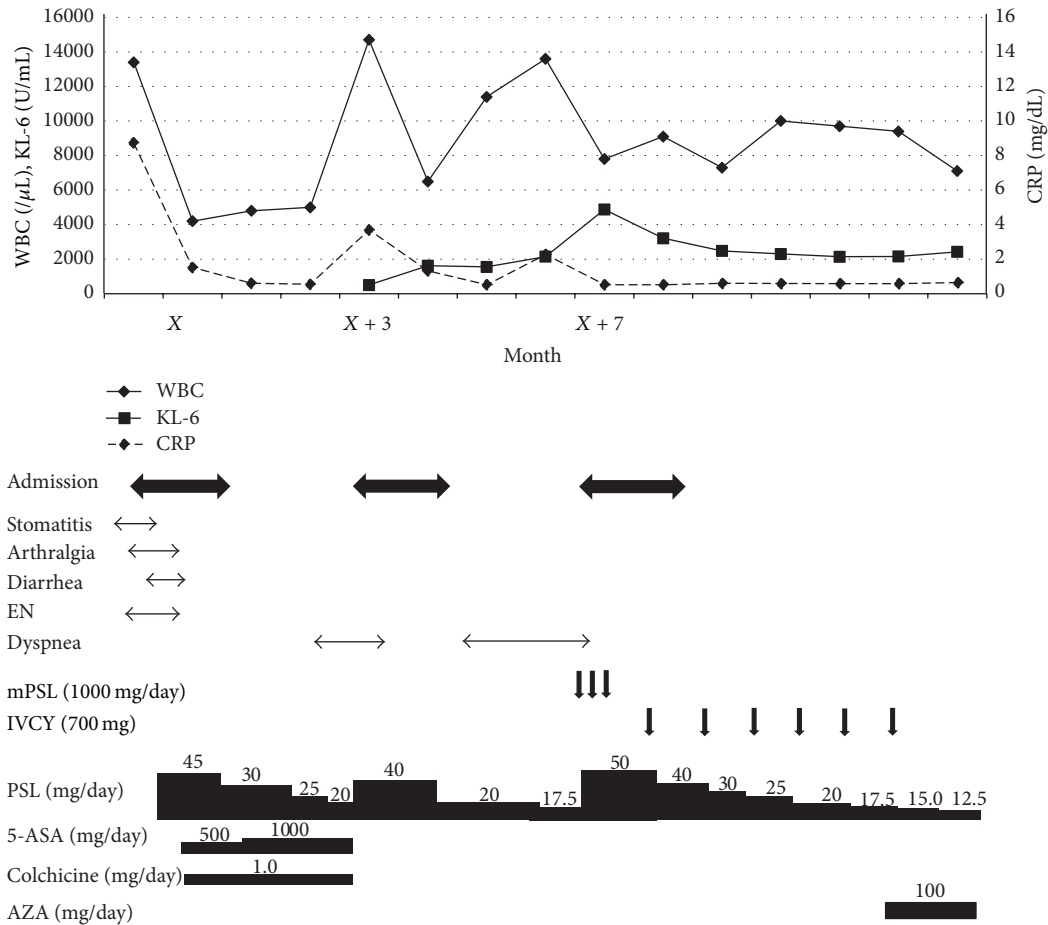 16000
14000
12000
10000
8000
6000
4000
2000
0
WBC (/μL), KL-6 (U/mL)
16
14
12
10
8
6
4
2
0
CRP (mg/dL)
X X + 3 X + 7
Month
WBC
KL-6
CRP
Admission
Stomatitis
Arthralgia
Diarrhea
EN
Dyspnea
mPSL (1000 mg/day)
IVCY (700 mg)
PSL (mg/day) 45 30 25 20 40 20 17.5 50 40 30 25 20 17.5 15.0 12.5
5-ASA (mg/day) 500 1000
Colchicine (mg/day) 1.0
AZA (mg/day) 100